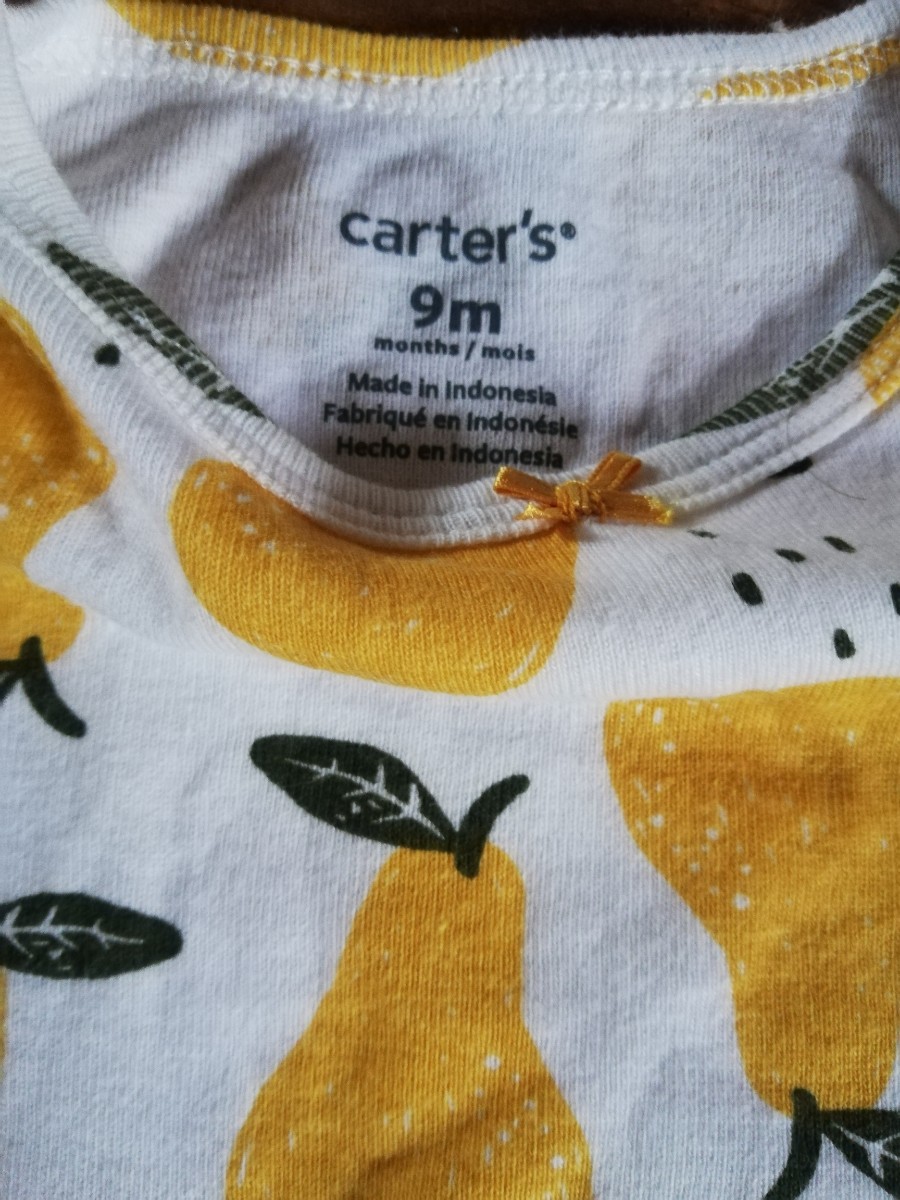 carter's®
9m
months / mois
Made in Indonesia
Fabriqué en Indonésie
Hecho en Indonesia